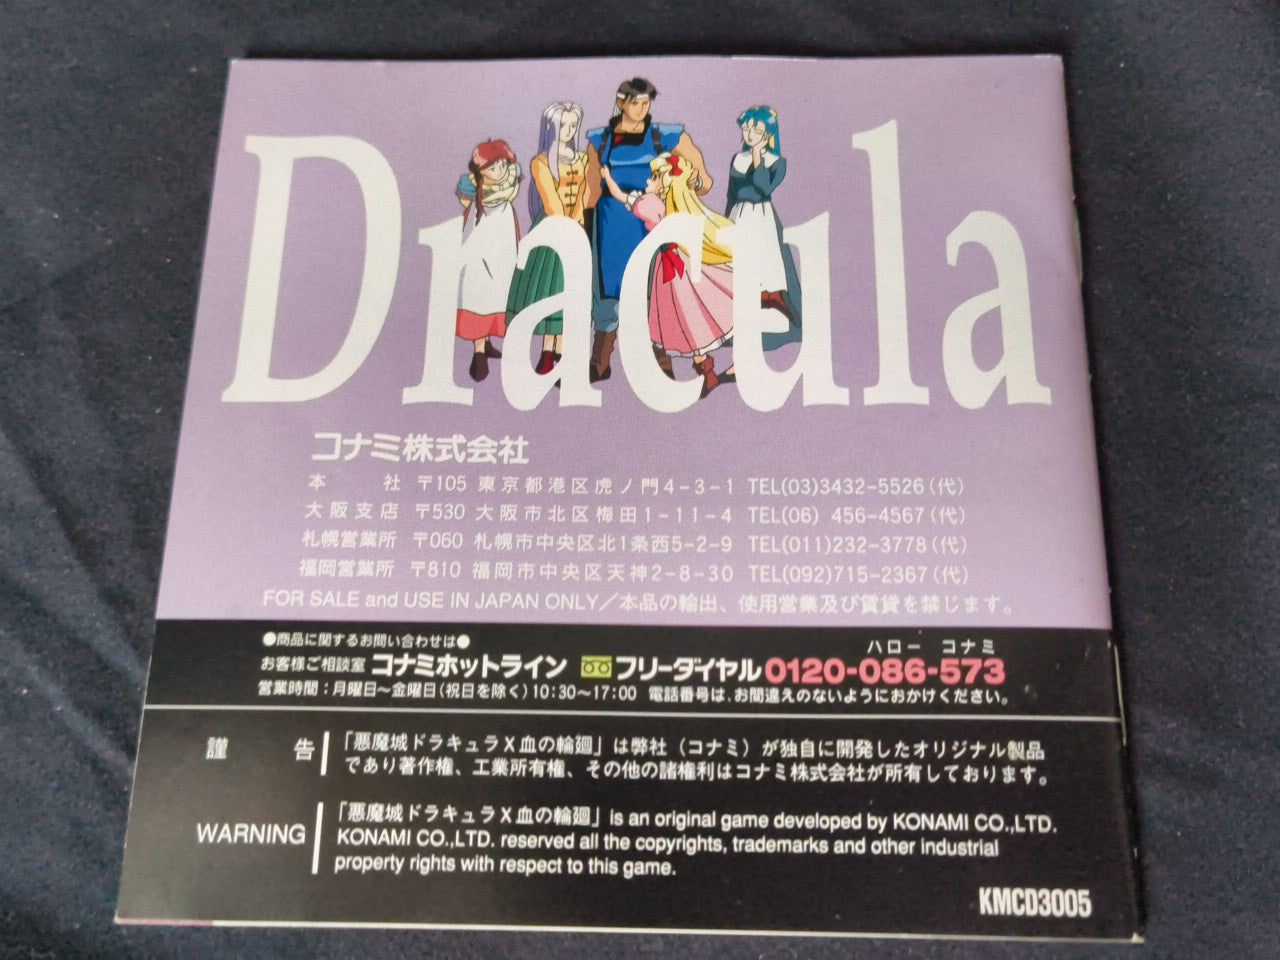 Dracula
コナミ株式会社
本 社 〒105 東京都港区虎ノ門4-3-1 TEL(03)3432-5526(代)
大阪支店 〒530 大阪市北区梅田1-11-4 TEL(06) 456-4567(代)
札幌営業所 〒060 札幌市中央区北1条西5-2-9 TEL(011)232-3778(代)
福岡営業所 〒810 福岡市中央区天神2-8-30 TEL(092)715-2367(代)
FOR SALE and USE IN JAPAN ONLY/本品の輸出、使用営業及び賃貸を禁じます。
●商品に関するお問い合わせは●
ハロー コナミ
お客様ご相談室 コナミホットライン フリーダイヤル 0120-086-573
営業時間:月曜日~金曜日(祝日を除く)10:30~17:00 電話番号は、お間違えのないようにおかけください。
謹 告
「悪魔城ドラキュラX血の輪廻」は弊社(コナミ)が独自に開発したオリジナル製品
であり著作権、工業所有権、その他の諸権利はコナミ株式会社が所有しております。
WARNING
「悪魔城ドラキュラX血の輪廻」is an original game developed by KONAMI CO.,LTD.
KONAMI CO.,LTD. reserved all the copyrights, trademarks and other industrial
property rights with respect to this game.
KMCD3005